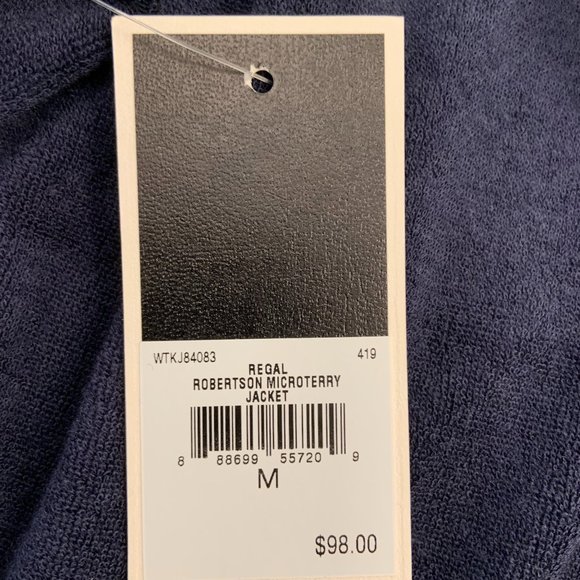 WTKJ84083 419
REGAL
ROBERTSON MICROTERRY
JACKET
8 88699 55720 9
M
$98.00